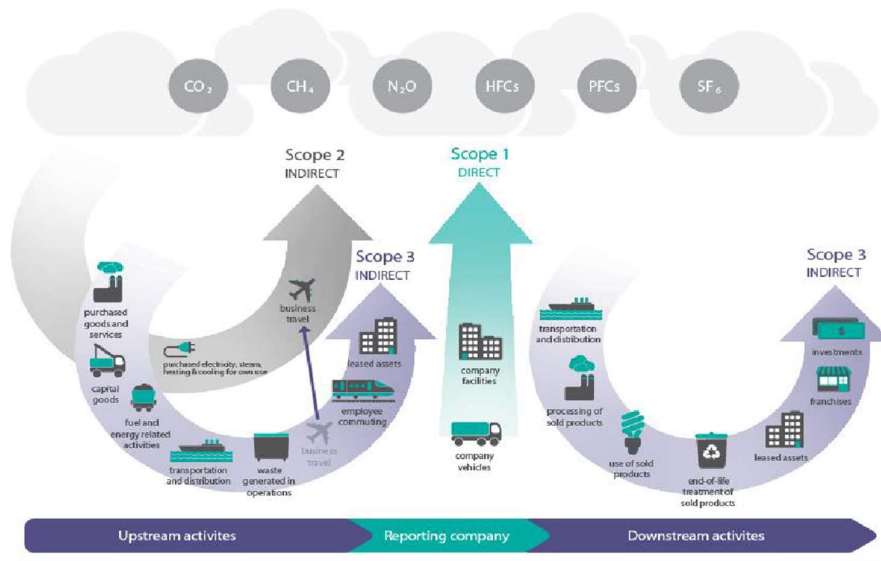 CO₂
CH₄
N₂O
HFCs
PFCs
SF₆
Scope 2
INDIRECT
Scope 1
DIRECT
Scope 3
INDIRECT
Scope 3
INDIRECT
purchased
goods and
services
capital
goods
fuel and
energy related
activities
purchased electricity, steam,
heating & cooling for own use
transportation
and distribution
waste
generated in
operations
business
travel
business
travel
employee
commuting
leased assets
company
facilities
company
vehicles
transportation
and distribution
processing of
sold products
use of sold
products
end-of-life
treatment of
sold products
leased assets
franchises
investments
$
Upstream activites
Reporting company
Downstream activites